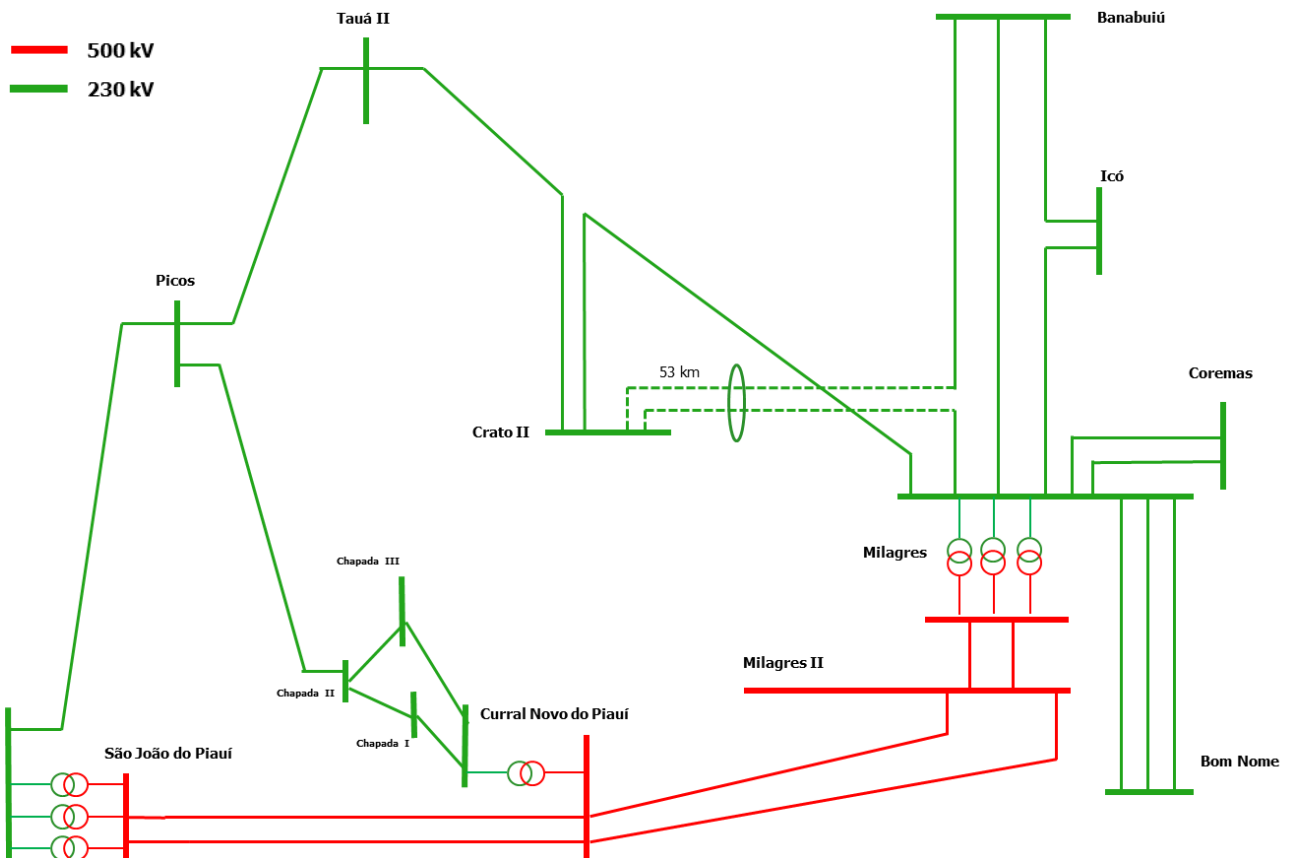 Tauá II
Banabuiú
500 kV
230 kV
Icó
Picos
53 km
Coremas
Crato II
Milagres
Chapada III
Milagres II
Chapada II
Curral Novo do Piauí
Chapada I
São João do Piauí
Bom Nome